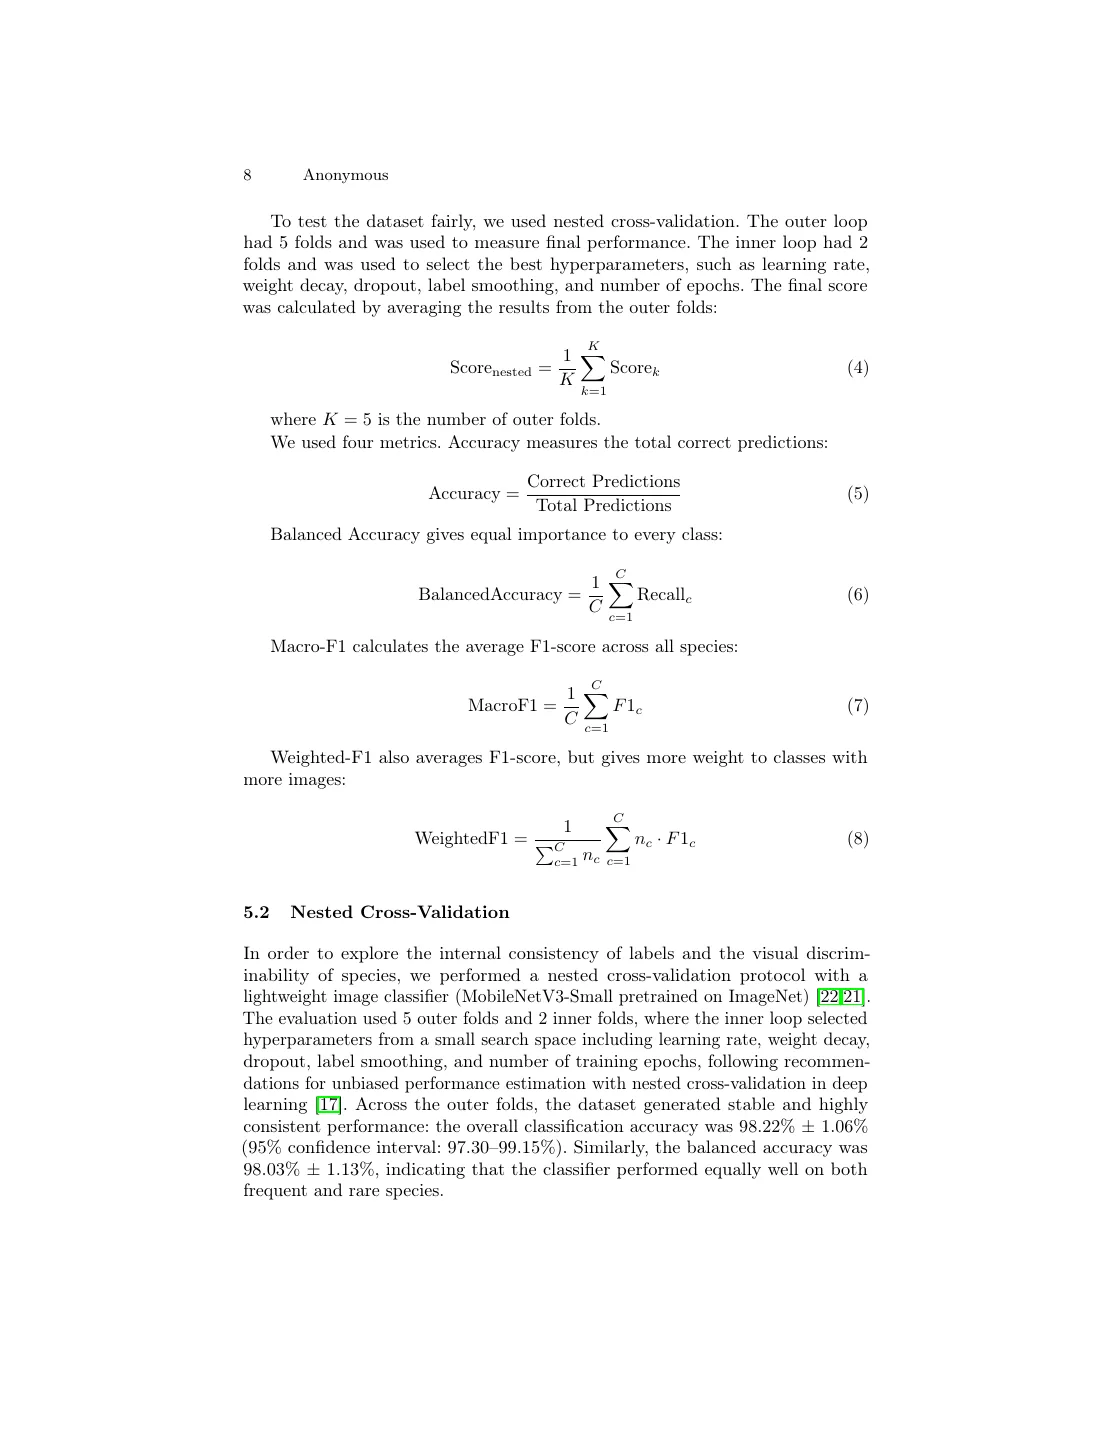 8 Anonymous
To test the dataset fairly, we used nested cross-validation. The outer loop
had 5 folds and was used to measure final performance. The inner loop had 2
folds and was used to select the best hyperparameters, such as learning rate,
weight decay, dropout, label smoothing, and number of epochs. The final score
was calculated by averaging the results from the outer folds:
Score_nested = \frac{1}{K} \sum_{k=1}^{K} Score_k (4)
where K = 5 is the number of outer folds.
We used four metrics. Accuracy measures the total correct predictions:
Accuracy = \frac{Correct Predictions}{Total Predictions} (5)
Balanced Accuracy gives equal importance to every class:
BalancedAccuracy = \frac{1}{C} \sum_{c=1}^{C} Recall_c (6)
Macro-F1 calculates the average F1-score across all species:
MacroF1 = \frac{1}{C} \sum_{c=1}^{C} F1_c (7)
Weighted-F1 also averages F1-score, but gives more weight to classes with
more images:
WeightedF1 = \frac{1}{\sum_{c=1}^{C} n_c} \sum_{c=1}^{C} n_c · F1_c (8)
5.2 Nested Cross-Validation
In order to explore the internal consistency of labels and the visual discrim-
inability of species, we performed a nested cross-validation protocol with a
lightweight image classifier (MobileNetV3-Small pretrained on ImageNet) [22,21].
The evaluation used 5 outer folds and 2 inner folds, where the inner loop selected
hyperparameters from a small search space including learning rate, weight decay,
dropout, label smoothing, and number of training epochs, following recommen-
dations for unbiased performance estimation with nested cross-validation in deep
learning [17]. Across the outer folds, the dataset generated stable and highly
consistent performance: the overall classification accuracy was 98.22% ± 1.06%
(95% confidence interval: 97.30–99.15%). Similarly, the balanced accuracy was
98.03% ± 1.13%, indicating that the classifier performed equally well on both
frequent and rare species.